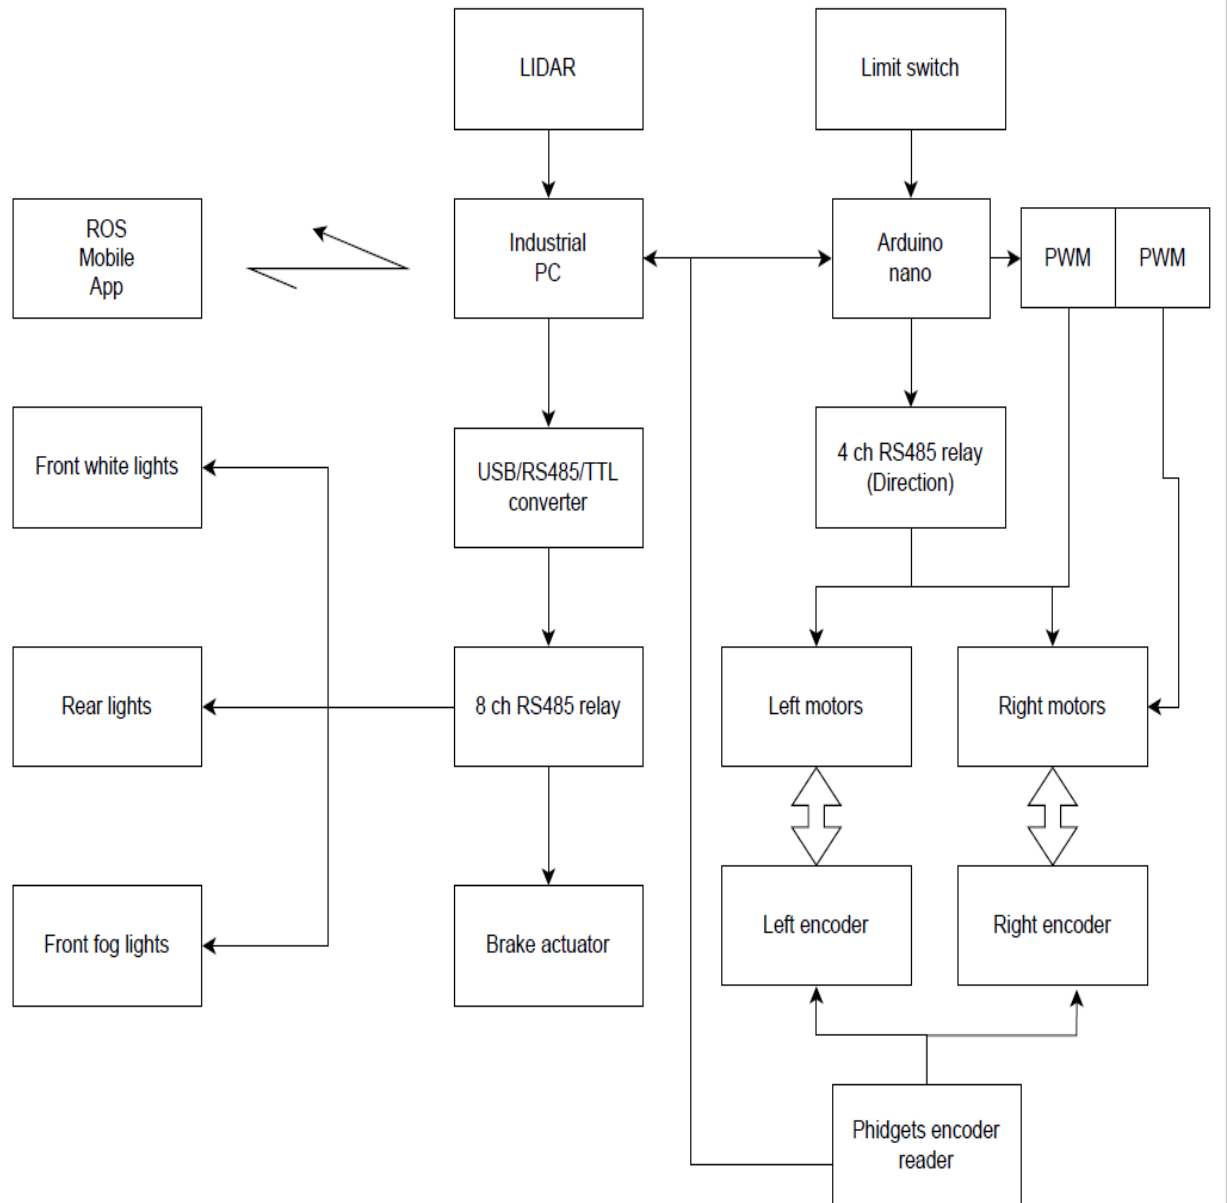 LIDAR
Limit switch
ROS
Mobile
App
Industrial
PC
Arduino
nano
PWM
PWM
Front white lights
USB/RS485/TTL
converter
4 ch RS485 relay
(Direction)
Rear lights
8 ch RS485 relay
Left motors
Right motors
Front fog lights
Brake actuator
Left encoder
Right encoder
Phidgets encoder
reader